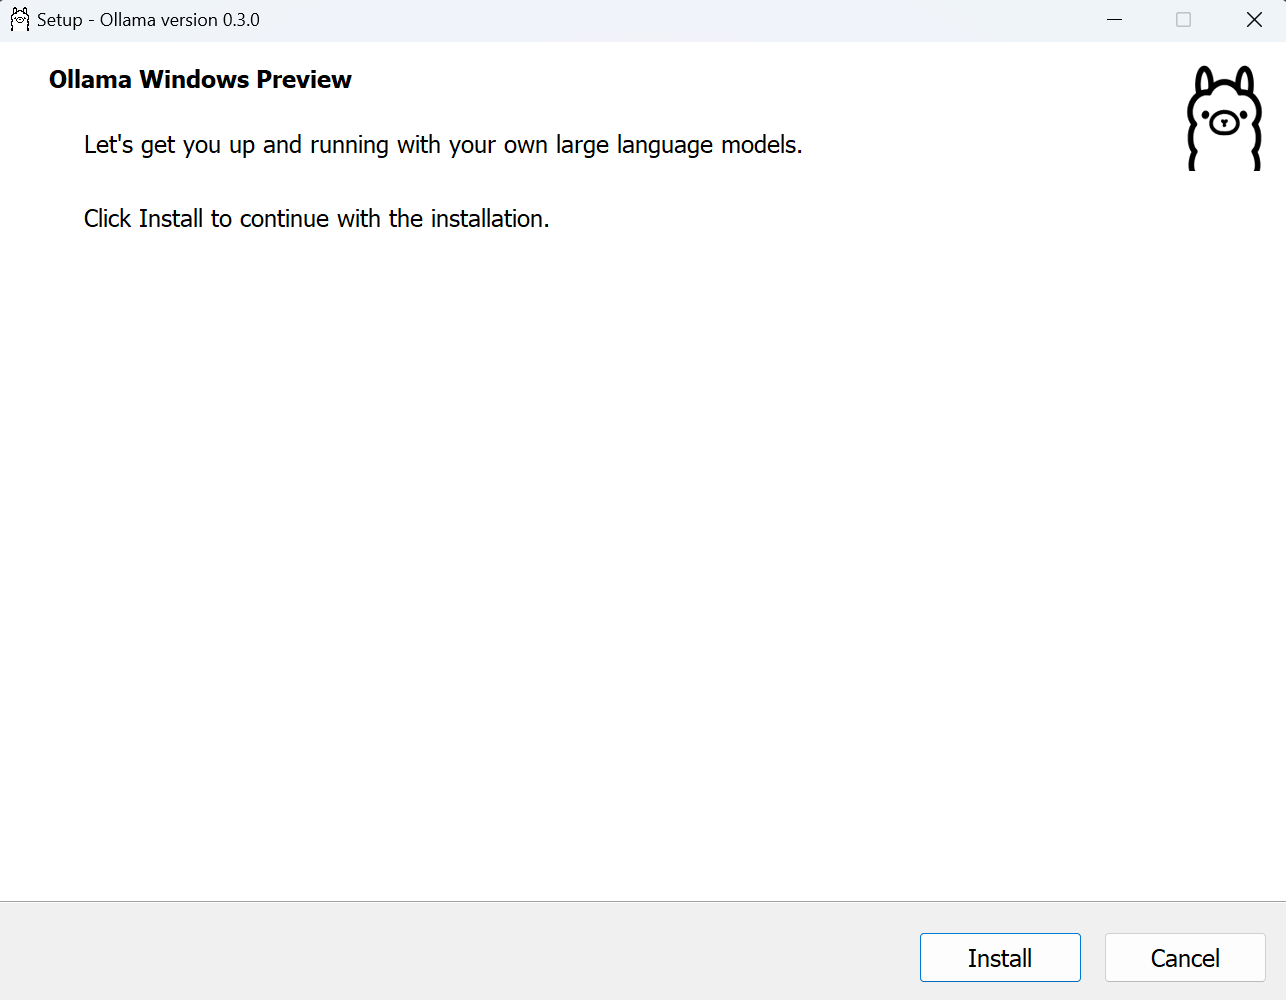 Setup - Ollama version 0.3.0
Ollama Windows Preview
Let's get you up and running with your own large language models.
Click Install to continue with the installation.
Install
Cancel